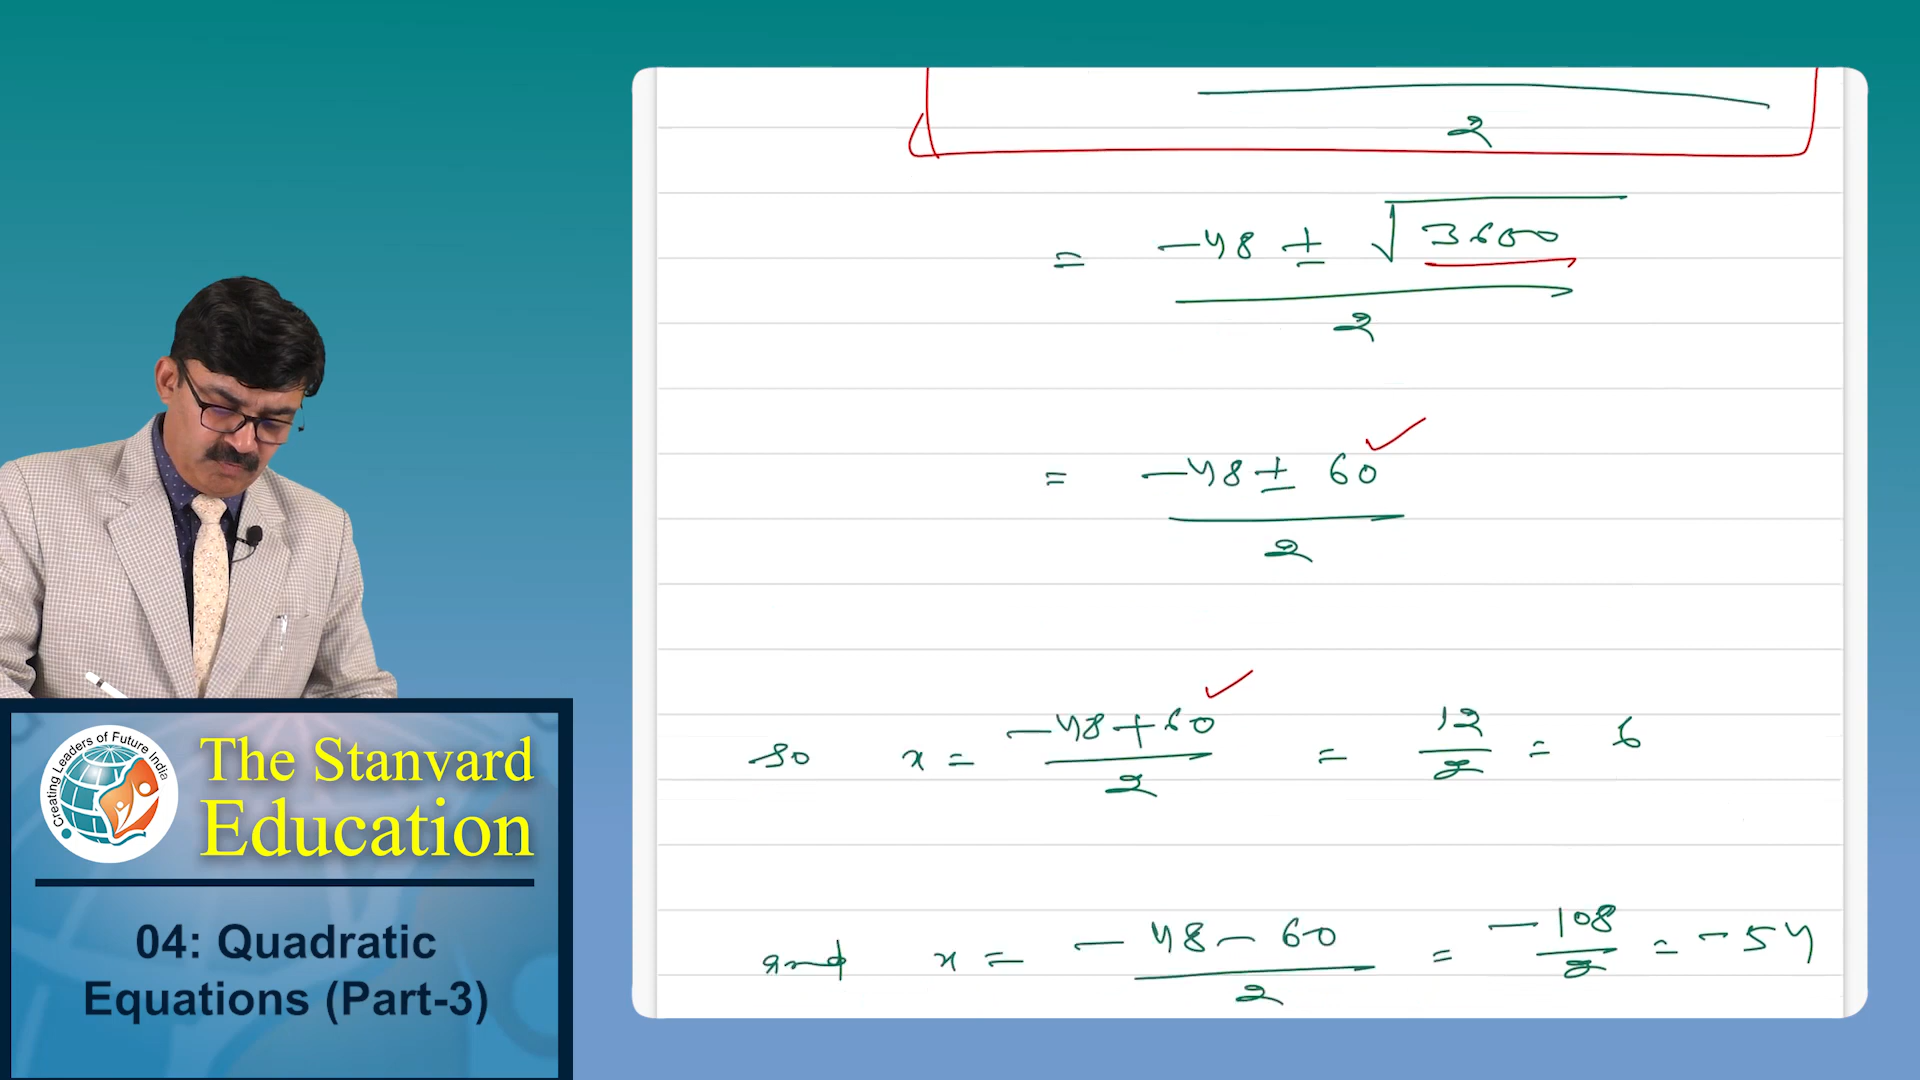 2
= -48 ± √3600
2
= -48 ± 60
2
so x = -48+60 / 2 = 12/2 = 6
and x = -48-60 / 2 = -108/2 = -54
Creating Leaders of Future India
The Stanvard
Education
04: Quadratic
Equations (Part-3)